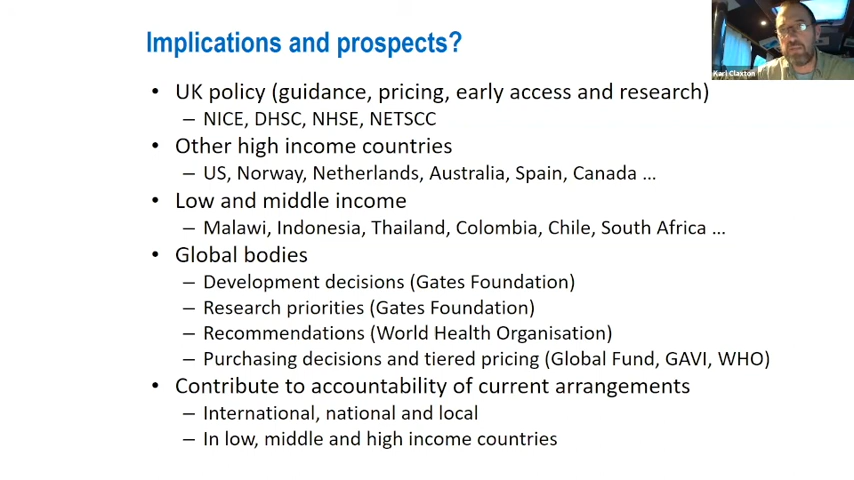 Implications and prospects?
Karl Claxton
• UK policy (guidance, pricing, early access and research)
– NICE, DHSC, NHSE, NETSCC
• Other high income countries
– US, Norway, Netherlands, Australia, Spain, Canada ...
• Low and middle income
– Malawi, Indonesia, Thailand, Colombia, Chile, South Africa ...
• Global bodies
– Development decisions (Gates Foundation)
– Research priorities (Gates Foundation)
– Recommendations (World Health Organisation)
– Purchasing decisions and tiered pricing (Global Fund, GAVI, WHO)
• Contribute to accountability of current arrangements
– International, national and local
– In low, middle and high income countries